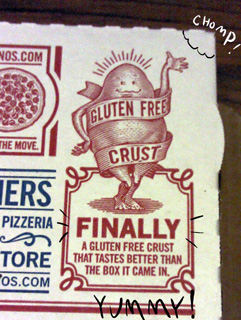 CHOMP!
NOS.COM
THE MOVE.
GLUTEN FREE
CRUST
NERS
PIZZERIA
STORE
OS.COM
FINALLY
A GLUTEN FREE CRUST
THAT TASTES BETTER THAN
THE BOX IT CAME IN.
YUMMY!